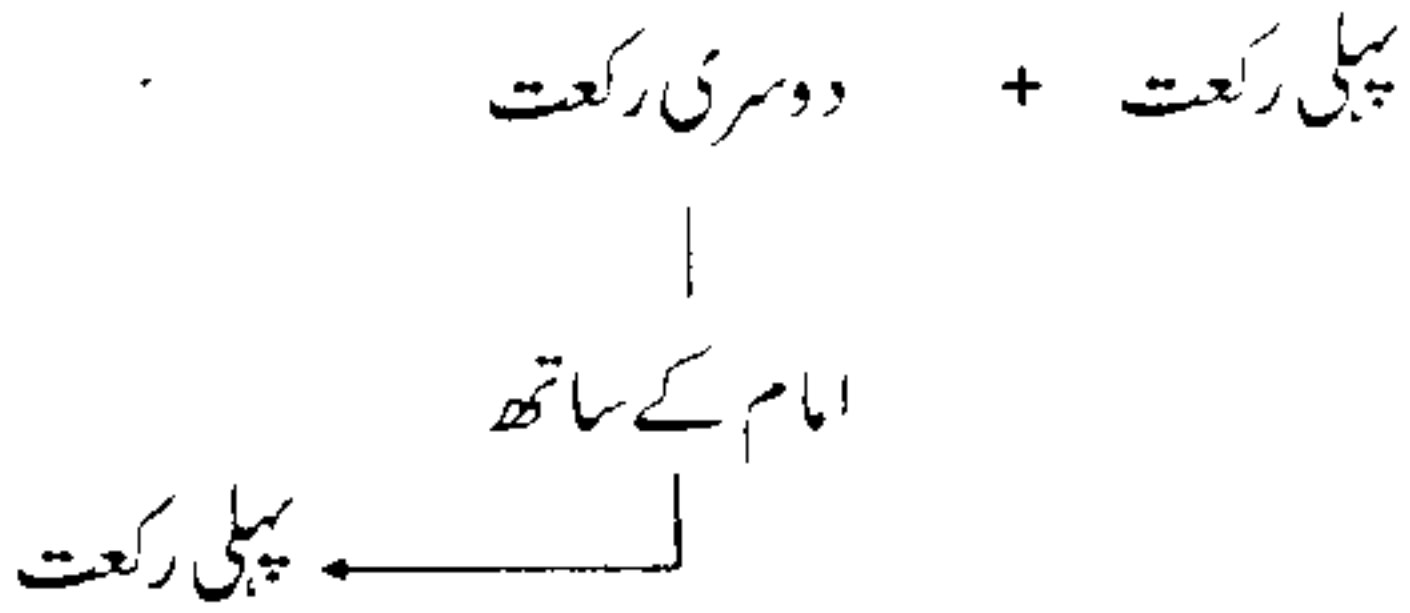 پہلی رکعت + دوسری رکعت
امام کے ساتھ
پہلی رکعت